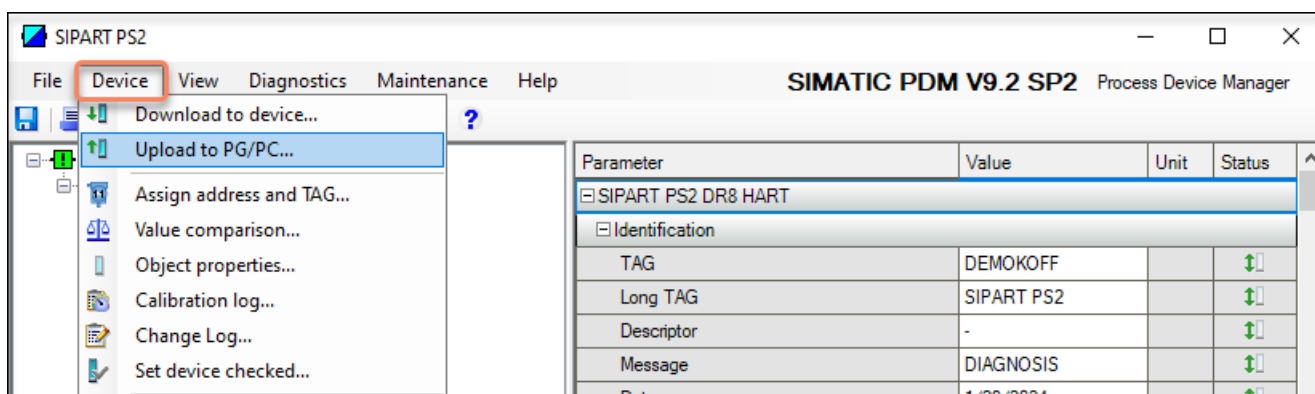 SIPART PS2
File Device View Diagnostics Maintenance Help SIMATIC PDM V9.2 SP2 Process Device Manager
Download to device...
?
Upload to PG/PC...
Assign address and TAG...
Value comparison...
Object properties...
Calibration log...
Change Log...
Set device checked...
Parameter Value Unit Status
SIPART PS2 DR8 HART
Identification
TAG DEMOKOFF
Long TAG SIPART PS2
Descriptor -
Message DIAGNOSIS